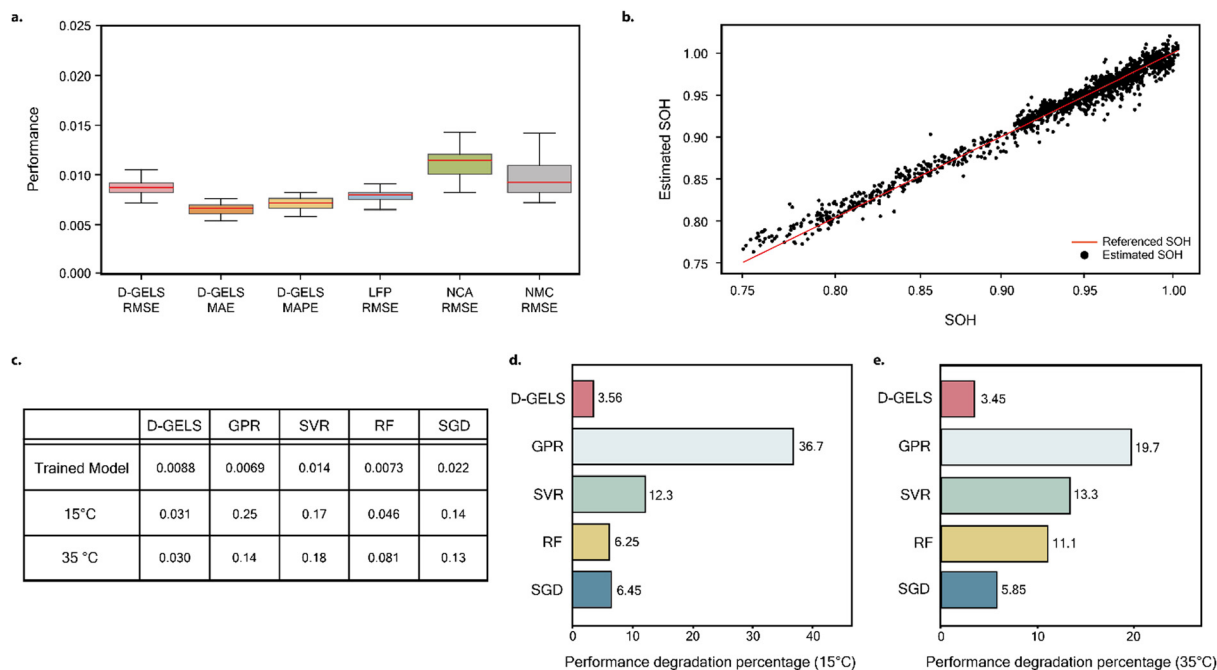 a.
0.025
0.020
0.015
0.010
0.005
0.000
Performance
D-GELS RMSE
D-GELS MAE
D-GELS MAPE
LFP RMSE
NCA RMSE
NMC RMSE
b.
1.00
0.95
0.90
0.85
0.80
0.75
Estimated SOH
Referenced SOH
Estimated SOH
0.75 0.80 0.85 0.90 0.95 1.00
SOH
c.
D-GELS GPR SVR RF SGD
Trained Model 0.0088 0.0069 0.014 0.0073 0.022
15°C 0.031 0.25 0.17 0.046 0.14
35 °C 0.030 0.14 0.18 0.081 0.13
d.
D-GELS 3.56
GPR 36.7
SVR 12.3
RF 6.25
SGD 6.45
0 10 20 30 40
Performance degradation percentage (15°C)
e.
D-GELS 3.45
GPR 19.7
SVR 13.3
RF 11.1
SGD 5.85
0 10 20
Performance degradation percentage (35°C)